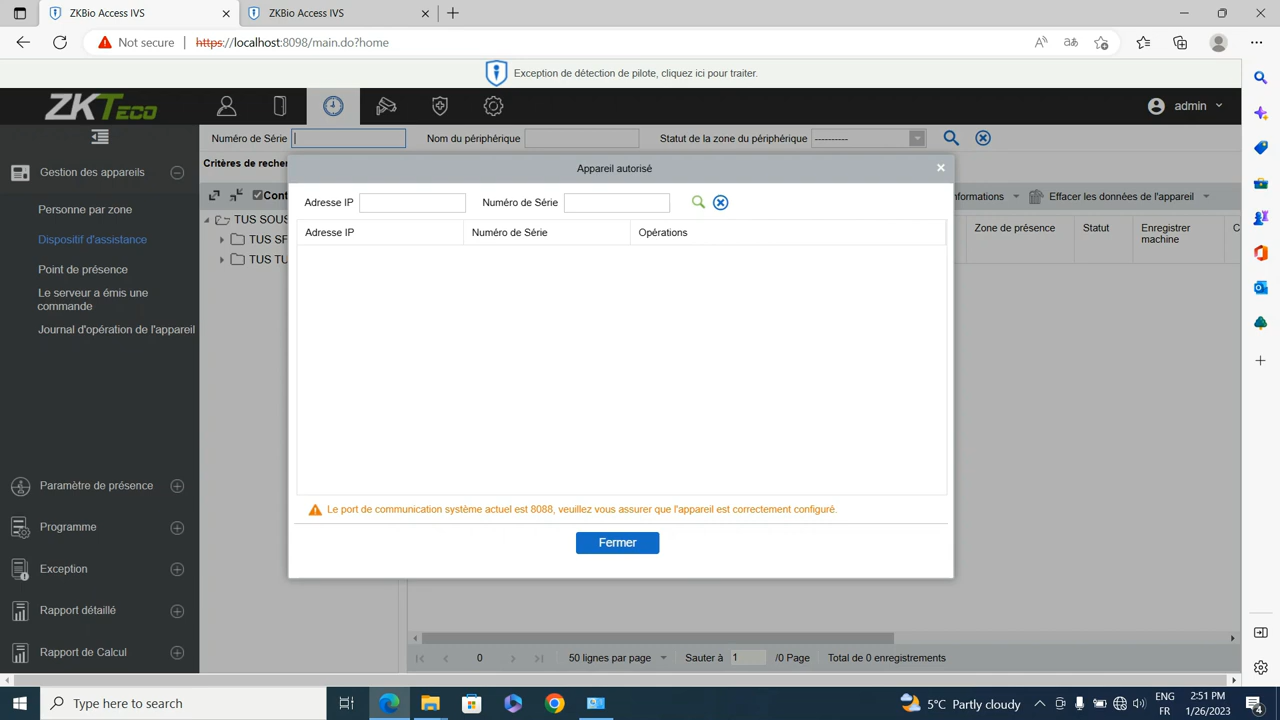 ZKBio Access IVS
ZKBio Access IVS
Not secure https://localhost:8098/main.do?home
Exception de détection de pilote, cliquez ici pour traiter.
ZKTeco
admin
Numéro de Série
Nom du périphérique
Statut de la zone du périphérique
----------
Critères de recher
Gestion des appareils
Personne par zone
Dispositif d'assistance
Point de présence
Le serveur a émis une
commande
Journal d'opération de l'appareil
Paramètre de présence
Programme
Exception
Rapport détaillé
Rapport de Calcul
Cont
nformations
Effacer les données de l'appareil
TUS SOUS
TUS SF
TUS TU
Zone de présence
Statut
Enregistrer
machine
C
Appareil autorisé
Adresse IP
Numéro de Série
Adresse IP
Numéro de Série
Opérations
Le port de communication système actuel est 8088, veuillez vous assurer que l'appareil est correctement configuré.
Fermer
0
50 lignes par page
Sauter à 1 /0 Page
Total de 0 enregistrements
Type here to search
5°C Partly cloudy
ENG
FR
2:51 PM
1/26/2023
4